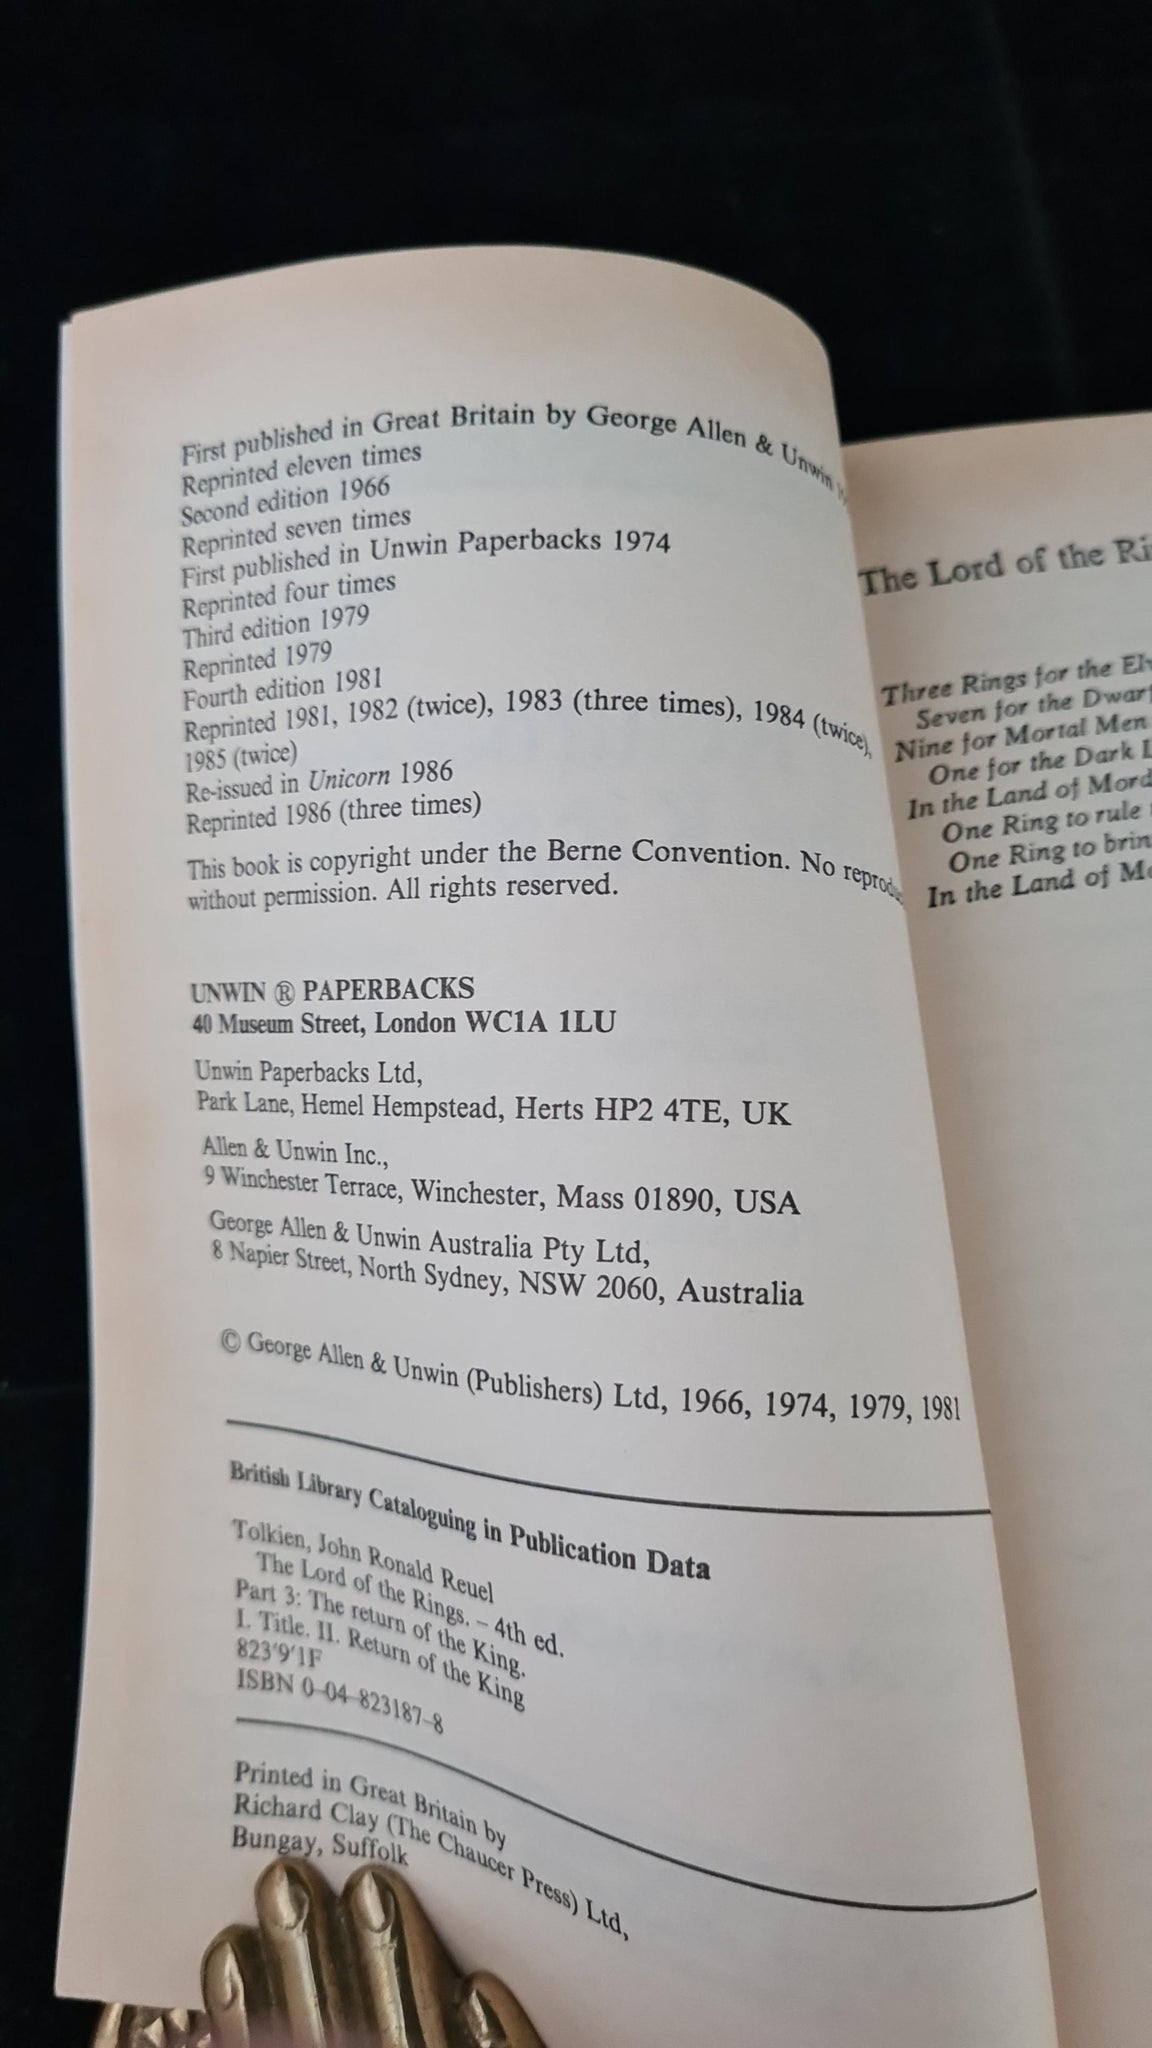 First published in Great Britain by George Allen & Unwin
Reprinted eleven times
Second edition 1966
Reprinted seven times
First published in Unwin Paperbacks 1974
Reprinted four times
Third edition 1979
Reprinted 1979
Fourth edition 1981
Reprinted 1981, 1982 (twice), 1983 (three times), 1984 (twice),
1985 (twice)
Re-issued in Unicorn 1986
Reprinted 1986 (three times)
This book is copyright under the Berne Convention. No
without permission. All rights reserved.
UNWIN ® PAPERBACKS
40 Museum Street, London WC1A 1LU
Unwin Paperbacks Ltd,
Park Lane, Hemel Hempstead, Herts HP2 4TE, UK
Allen & Unwin Inc.,
9 Winchester Terrace, Winchester, Mass 01890, USA
George Allen & Unwin Australia Pty Ltd,
8 Napier Street, North Sydney, NSW 2060, Australia
© George Allen & Unwin (Publishers) Ltd, 1966, 1974, 1979, 1981
British Library Cataloguing in Publication Data
Tolkien, John Ronald Reuel
The Lord of the Rings. – 4th ed.
Part 3: The return of the King.
I. Title. II. Return of the King
823'9'1F
ISBN 0–04–823187–8
Printed in Great Britain by
Richard Clay (The Chaucer Press) Ltd,
Bungay, Suffolk
The Lord of the
Three Rings for the
Seven for the
Nine for Mortal Men
One for the Dark
In the Land of
One Ring to rule
One Ring to
In the Land of